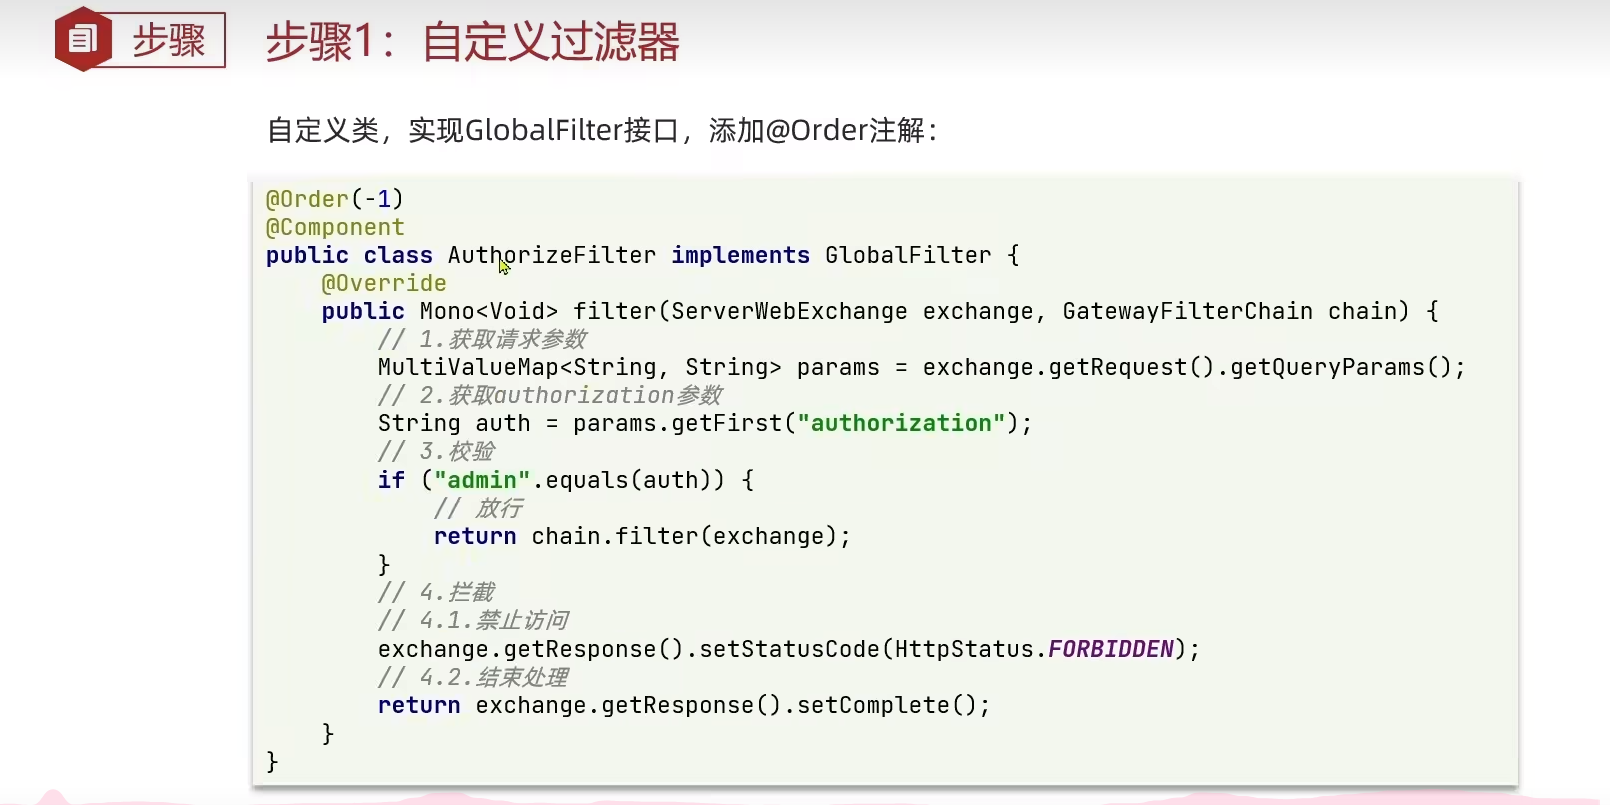 步骤 步骤1：自定义过滤器
自定义类，实现GlobalFilter接口，添加@Order注解：
@Order(-1)
@Component
public class AuthorizeFilter implements GlobalFilter {
    @Override
    public Mono<Void> filter(ServerWebExchange exchange, GatewayFilterChain chain) {
        // 1.获取请求参数
        MultiValueMap<String, String> params = exchange.getRequest().getQueryParams();
        // 2.获取authorization参数
        String auth = params.getFirst("authorization");
        // 3.校验
        if ("admin".equals(auth)) {
            // 放行
            return chain.filter(exchange);
        }
        // 4.拦截
        // 4.1.禁止访问
        exchange.getResponse().setStatusCode(HttpStatus.FORBIDDEN);
        // 4.2.结束处理
        return exchange.getResponse().setComplete();
    }
}